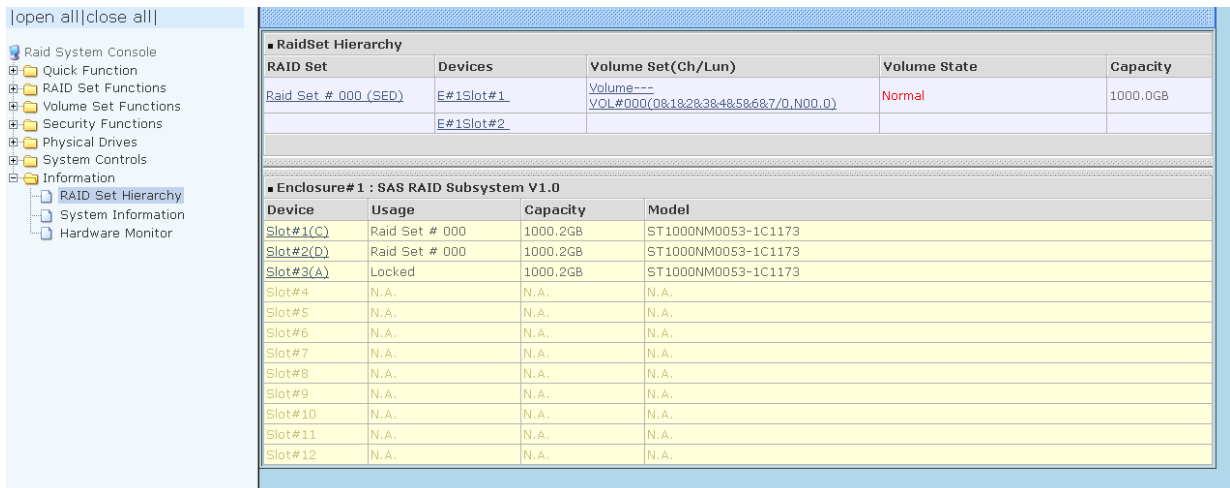 |open all|close all|
Raid System Console
Quick Function
RAID Set Functions
Volume Set Functions
Security Functions
Physical Drives
System Controls
Information
RAID Set Hierarchy
System Information
Hardware Monitor
RaidSet Hierarchy
RAID Set Devices Volume Set(Ch/Lun) Volume State Capacity
Raid Set # 000 (SED) E#1Slot#1 Volume---VOL#000(0&1&2&3&4&5&6&7/0,N00.0) Normal 1000.0GB
E#1Slot#2
Enclosure#1 : SAS RAID Subsystem V1.0
Device Usage Capacity Model
Slot#1(C) Raid Set # 000 1000.2GB ST1000NM0053-1C1173
Slot#2(D) Raid Set # 000 1000.2GB ST1000NM0053-1C1173
Slot#3(A) Locked 1000.2GB ST1000NM0053-1C1173
Slot#4 N.A. N.A. N.A.
Slot#5 N.A. N.A. N.A.
Slot#6 N.A. N.A. N.A.
Slot#7 N.A. N.A. N.A.
Slot#8 N.A. N.A. N.A.
Slot#9 N.A. N.A. N.A.
Slot#10 N.A. N.A. N.A.
Slot#11 N.A. N.A. N.A.
Slot#12 N.A. N.A. N.A.